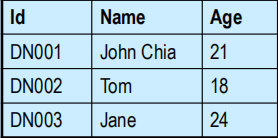 Id Name Age
DN001 John Chia 21
DN002 Tom 18
DN003 Jane 24